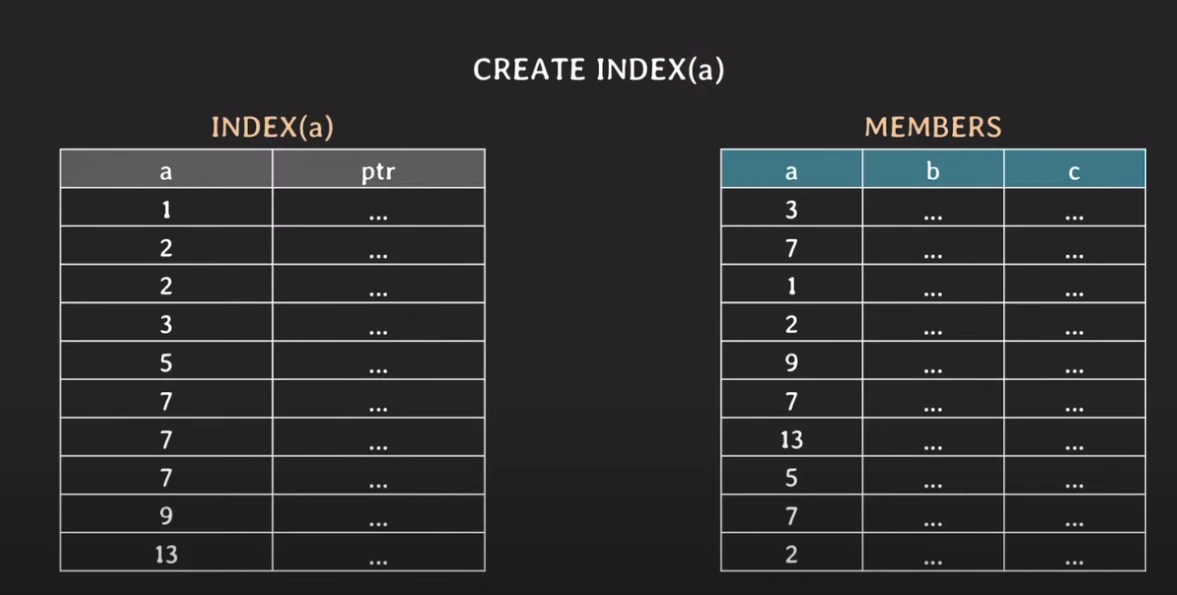 CREATE INDEX(a)
INDEX(a) MEMBERS
a ptr a b c
1 ... 3 ... ...
2 ... 7 ... ...
2 ... 1 ... ...
3 ... 2 ... ...
5 ... 9 ... ...
7 ... 7 ... ...
7 ... 13 ... ...
7 ... 5 ... ...
9 ... 7 ... ...
13 ... 2 ... ...